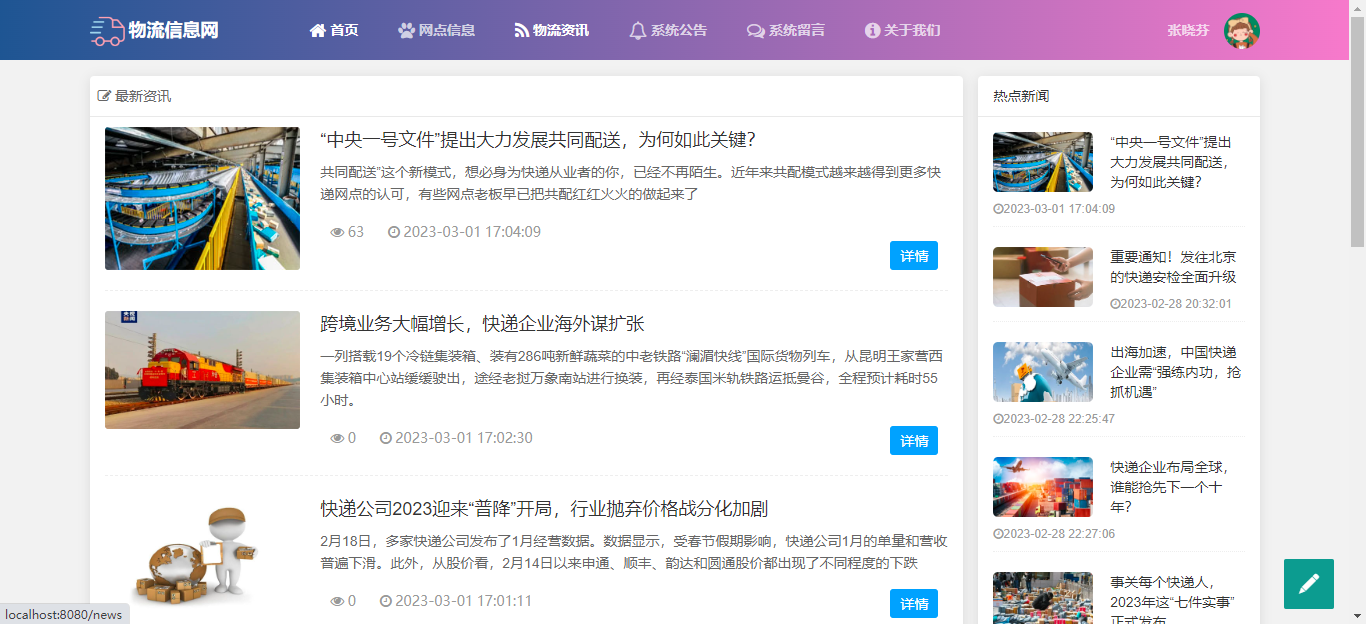 物流信息网
首页
网点信息
物流资讯
系统公告
系统留言
关于我们
张晓芬
最新资讯
“中央一号文件”提出大力发展共同配送，为何如此关键？
共同配送”这个新模式，想必身为快递从业者的你，已经不再陌生。近年来共配模式越来越得到更多快
递网点的认可，有些网点老板早已把共配红红火火的做起来了
63
2023-03-01 17:04:09
详情
跨境业务大幅增长，快递企业海外谋扩张
一列搭载19个冷链集装箱、装有286吨新鲜蔬菜的中老铁路“澜湄快线”国际货物列车，从昆明王家营西
集装箱中心站缓缓驶出，途经老挝万象南站进行换装，再经泰国米轨铁路运抵曼谷，全程预计耗时55
小时。
0
2023-03-01 17:02:30
详情
快递公司2023迎来“普降”开局，行业抛弃价格战分化加剧
2月18日，多家快递公司发布了1月经营数据。数据显示，受春节假期影响，快递公司1月的单量和营收
普遍下滑。此外，从股价看，2月14日以来申通、顺丰、韵达和圆通股价都出现了不同程度的下跌
0
2023-03-01 17:01:11
详情
热点新闻
“中央一号文件”提出
大力发展共同配送，
为何如此关键？
2023-03-01 17:04:09
重要通知！发往北京
的快递安检全面升级
2023-02-28 20:32:01
出海加速，中国快递
企业需“强练内功，抢
抓机遇”
2023-02-28 22:25:47
快递企业布局全球，
谁能抢先下一个十
年？
2023-02-28 22:27:06
事关每个快递人，
2023年这“七件实事”
正式发布
localhost:8080/news